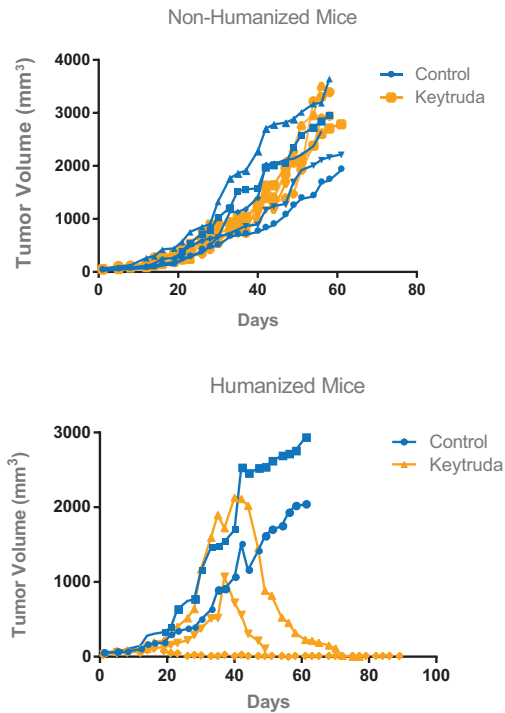 Non-Humanized Mice
Tumor Volume (mm³)
4000
3000
2000
1000
0
0 20 40 60 80
Days
Control
Keytruda
Humanized Mice
Tumor Volume (mm³)
3000
2000
1000
0
0 20 40 60 80 100
Days
Control
Keytruda